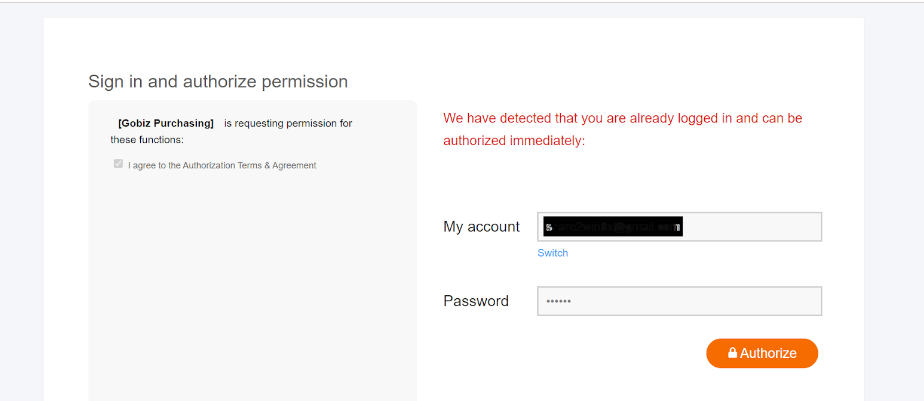 Sign in and authorize permission
[Gobiz Purchasing] is requesting permission for
these functions:
I agree to the Authorization Terms & Agreement
We have detected that you are already logged in and can be
authorized immediately:
My account
Switch
Password ••••••
Authorize